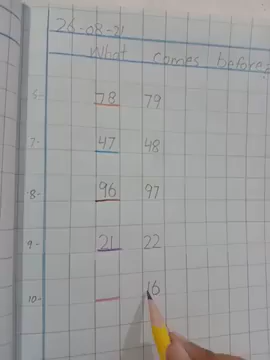 26-08-21
What comes before?
6- 78 79
7- 47 48
8- 96 97
9- 21 22
10- 16